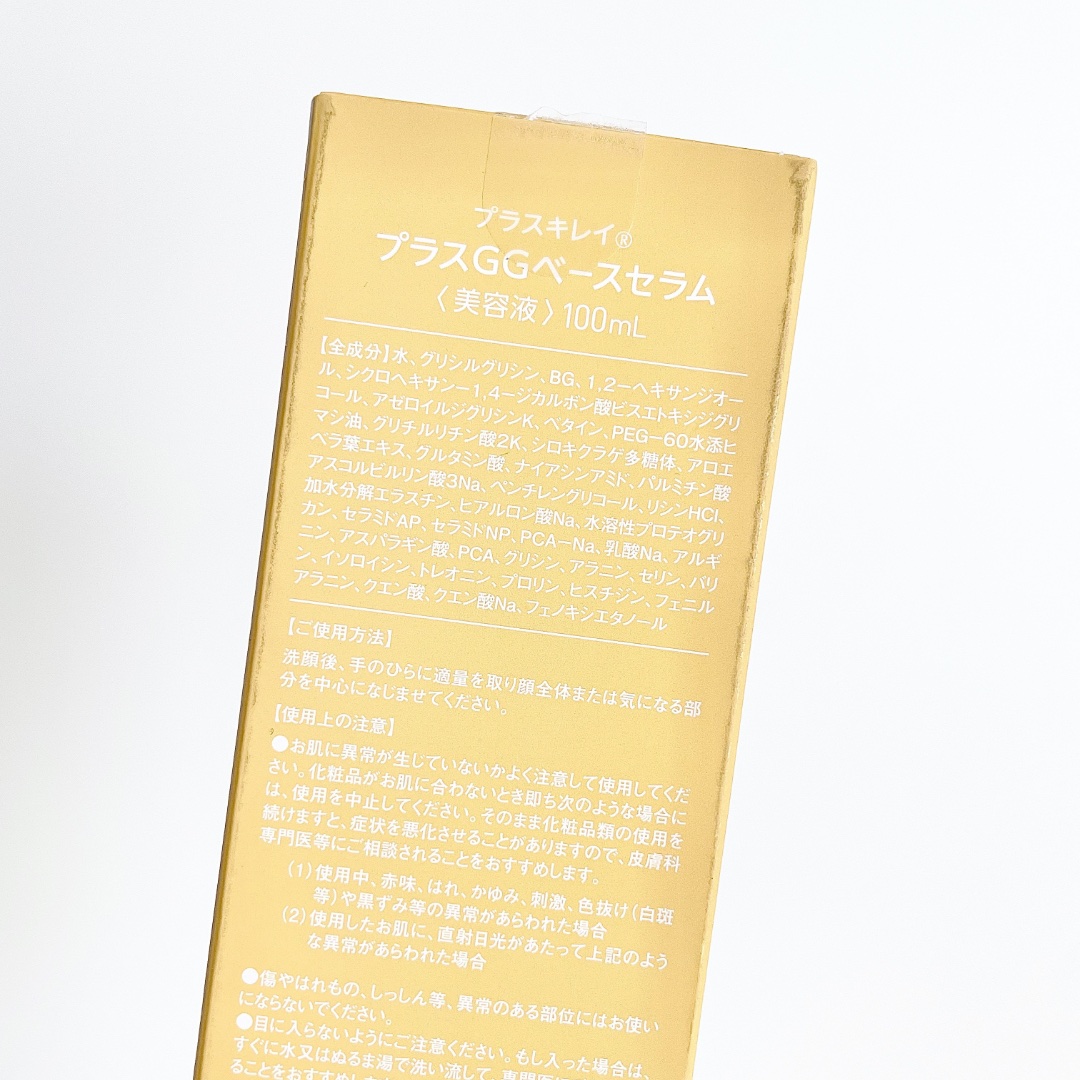 プラスキレイ®
プラスGGベースセラム
〈美容液〉100mL
【全成分】水、グリシルグリシン、BG、1,2-ヘキサンジオー
ル、シクロヘキサン-1,4-ジカルボン酸ビスエトキシジグリ
コール、アゼロイルジグリシンK、ベタイン、PEG-60水添ヒ
マシ油、グリチルリチン酸2K、シロキクラゲ多糖体、アロエ
ベラ葉エキス、グルタミン酸、ナイアシンアミド、パルミチン酸
アスコルビルリン酸3Na、ペンチレングリコール、リシンHCl、
加水分解エラスチン、ヒアルロン酸Na、水溶性プロテオグリ
カン、セラミドAP、セラミドNP、PCA-Na、乳酸Na、アルギ
ニン、アスパラギン酸、PCA、グリシン、アラニン、セリン、バリ
ン、イソロイシン、トレオニン、プロリン、ヒスチジン、フェニル
アラニン、クエン酸、クエン酸Na、フェノキシエタノール
【ご使用方法】
洗顔後、手のひらに適量を取り顔全体または気になる部
分を中心になじませてください。
【使用上の注意】
●お肌に異常が生じていないかよく注意して使用してくだ
さい。化粧品がお肌に合わないとき即ち次のような場合に
は、使用を中止してください。そのまま化粧品類の使用を
続けますと、症状を悪化させることがありますので、皮膚科
専門医等にご相談されることをおすすめします。
(1)使用中、赤味、はれ、かゆみ、刺激、色抜け(白斑
等)や黒ずみ等の異常があらわれた場合
(2)使用したお肌に、直射日光があたって上記のよう
な異常があらわれた場合
●傷やはれもの、しっしん等、異常のある部位にはお使い
にならないでください。
●目に入らないようにご注意ください。もし入った場合は、
すぐに水又はぬるま湯で洗い流して、専門医
ることをおすすめし